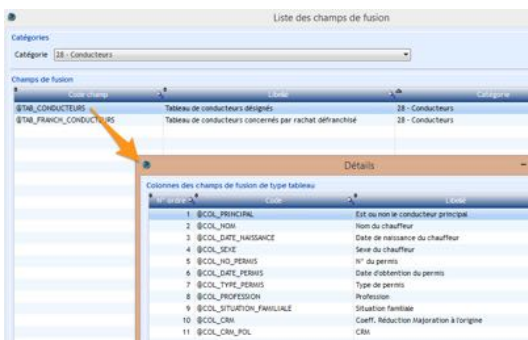 Liste des champs de fusion
Catégories
Catégorie 28 - Conducteurs
Champs de fusion
Code champ Libellé Catégorie
@TAB_CONDUCTEURS Tableau de conducteurs désignés 28 - Conducteurs
@TAB_FRANCH_CONDUCTEURS Tableau de conducteurs concernés par rachat défranchisé 28 - Conducteurs
Détails
Colonnes des champs de fusion de type tableau
N° ordre Code Libellé
1 @COL_PRINCIPAL Est ou non le conducteur principal
2 @COL_NOM Nom du chauffeur
3 @COL_DATE_NAISSANCE Date de naissance du chauffeur
4 @COL_SEXE Sexe du chauffeur
5 @COL_NO_PERMIS N° du permis
6 @COL_DATE_PERMIS Date d'obtention du permis
7 @COL_TYPE_PERMIS Type de permis
8 @COL_PROFESSION Profession
9 @COL_SITUATION_FAMILIALE Situation familiale
10 @COL_CRM Coeff. Réduction Majoration à l'origine
11 @COL_CRM_POL CRM